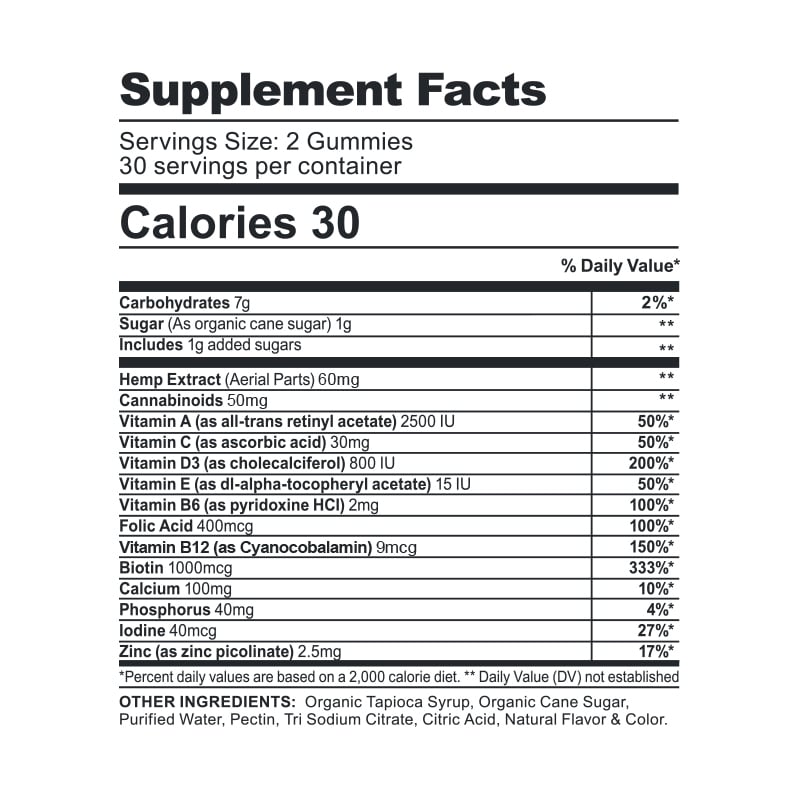 Supplement Facts
Servings Size: 2 Gummies
30 servings per container
Calories 30
% Daily Value*
Carbohydrates 7g 2%*
Sugar (As organic cane sugar) 1g **
Includes 1g added sugars **
Hemp Extract (Aerial Parts) 60mg **
Cannabinoids 50mg **
Vitamin A (as all-trans retinyl acetate) 2500 IU 50%*
Vitamin C (as ascorbic acid) 30mg 50%*
Vitamin D3 (as cholecalciferol) 800 IU 200%*
Vitamin E (as dl-alpha-tocopheryl acetate) 15 IU 50%*
Vitamin B6 (as pyridoxine HCl) 2mg 100%*
Folic Acid 400mcg 100%*
Vitamin B12 (as Cyanocobalamin) 9mcg 150%*
Biotin 1000mcg 333%*
Calcium 100mg 10%*
Phosphorus 40mg 4%*
Iodine 40mcg 27%*
Zinc (as zinc picolinate) 2.5mg 17%*
*Percent daily values are based on a 2,000 calorie diet. ** Daily Value (DV) not established
OTHER INGREDIENTS: Organic Tapioca Syrup, Organic Cane Sugar,
Purified Water, Pectin, Tri Sodium Citrate, Citric Acid, Natural Flavor & Color.